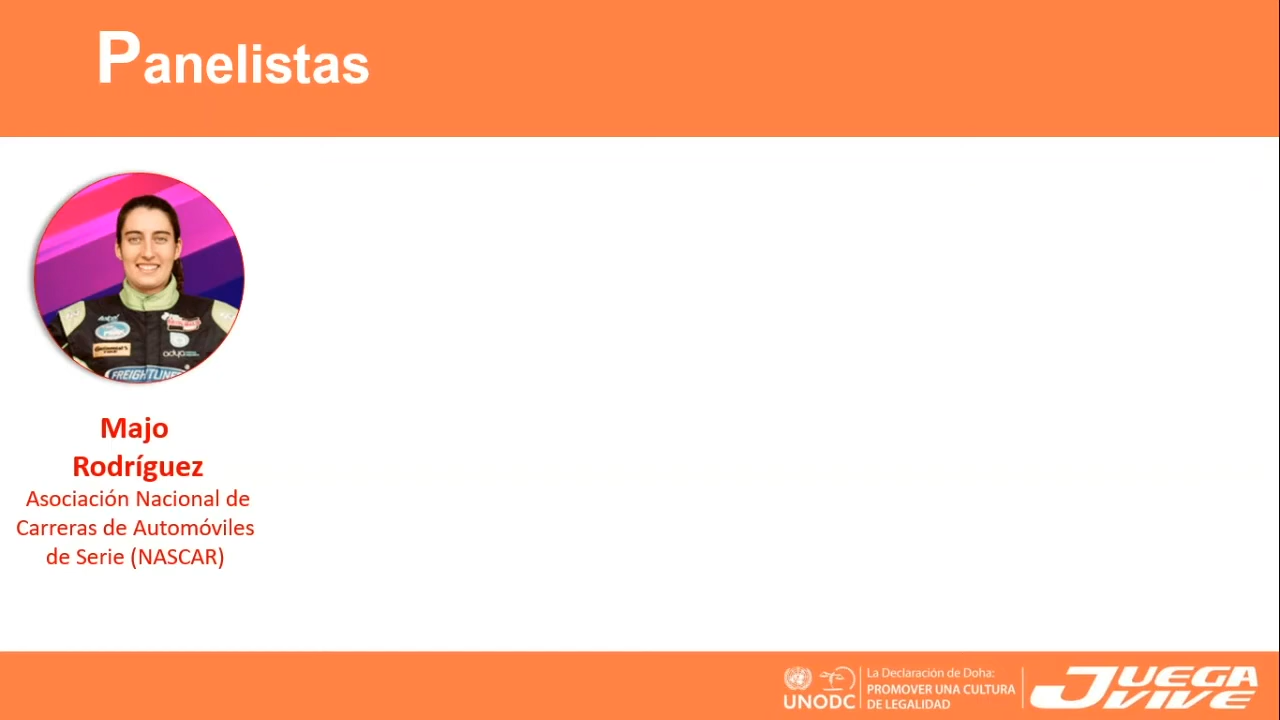 Panelistas
FREIGHTLINER
Majo
Rodríguez
Asociación Nacional de
Carreras de Automóviles
de Serie (NASCAR)
UNODC
La Declaración de Doha:
PROMOVER UNA CULTURA
DE LEGALIDAD
JUEGA
VIVE